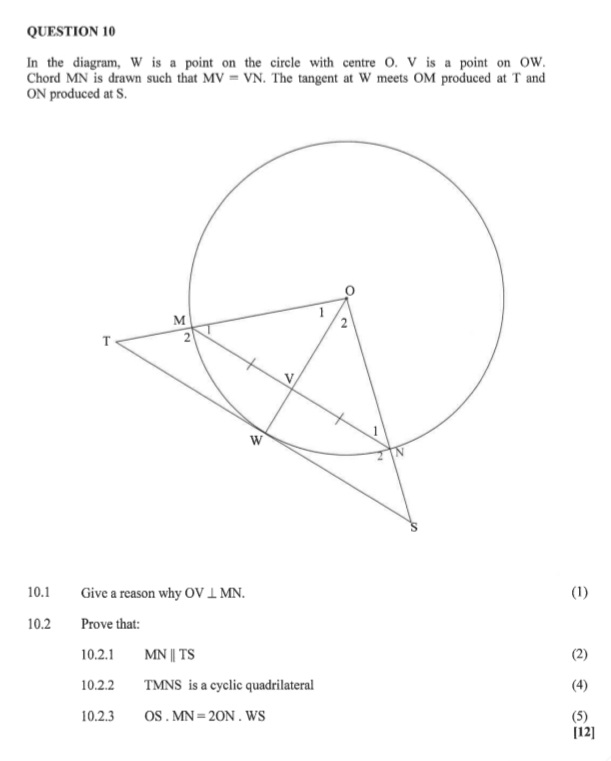 QUESTION 10
In the diagram, W is a point on the circle with centre O. V is a point on OW.
Chord MN is drawn such that MV = VN. The tangent at W meets OM produced at T and
ON produced at S.
O
1
2
M
1
2
T
V
W
1
2
N
S
10.1 Give a reason why OV ⊥ MN. (1)
10.2 Prove that:
10.2.1 MN || TS (2)
10.2.2 TMNS is a cyclic quadrilateral (4)
10.2.3 OS . MN = 2ON . WS (5)
[12]